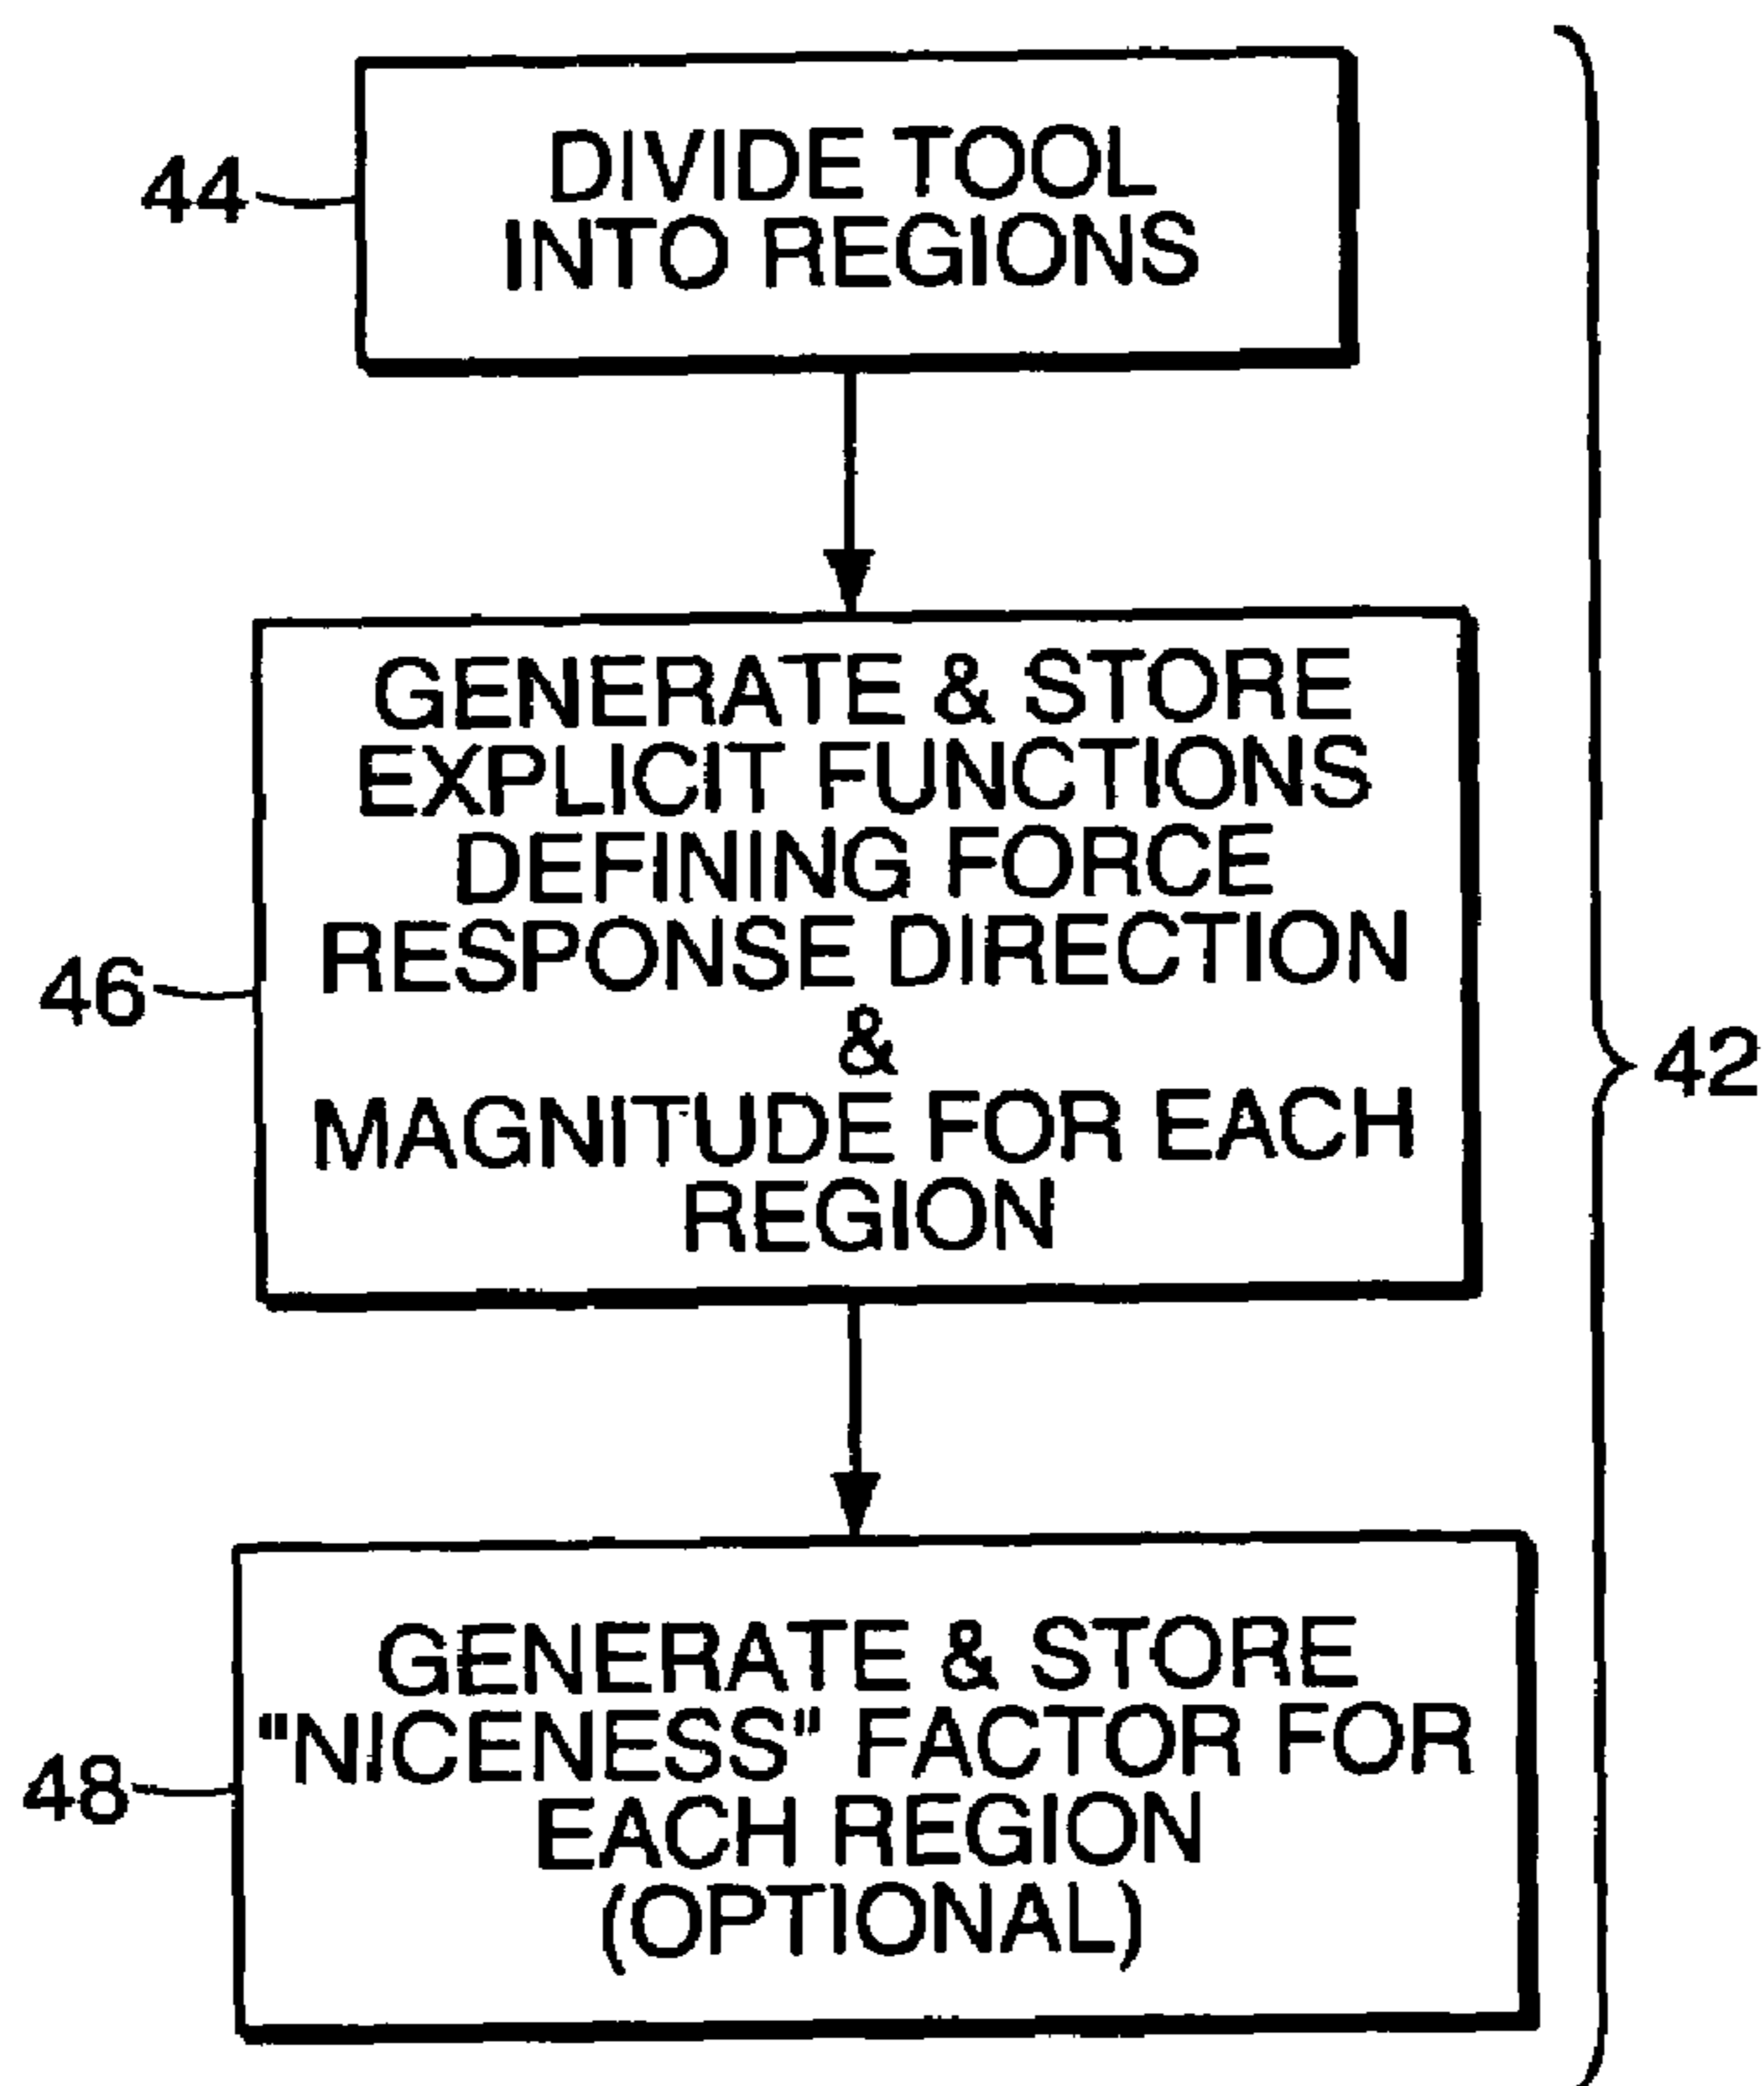 44
DIVIDE TOOL
INTO REGIONS
46
GENERATE & STORE
EXPLICIT FUNCTIONS
DEFINING FORCE
RESPONSE DIRECTION
&
MAGNITUDE FOR EACH
REGION
42
48
GENERATE & STORE
"NICENESS" FACTOR FOR
EACH REGION
(OPTIONAL)